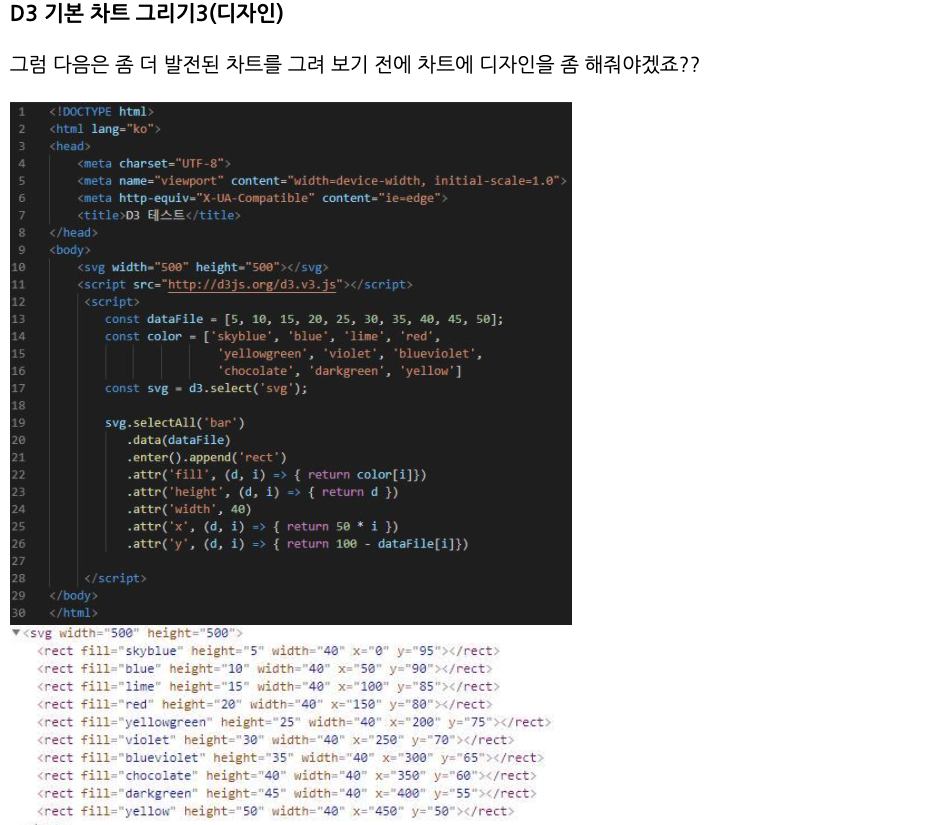 D3 기본 차트 그리기3(디자인)
그럼 다음은 좀 더 발전된 차트를 그려 보기 전에 차트에 디자인을 좀 해줘야겠죠??
1 <!DOCTYPE html>
2 <html lang="ko">
3 <head>
4 <meta charset="UTF-8">
5 <meta name="viewport" content="width=device-width, initial-scale=1.0">
6 <meta http-equiv="X-UA-Compatible" content="ie=edge">
7 <title>D3 테스트</title>
8 </head>
9 <body>
10 <svg width="500" height="500"></svg>
11 <script src="http://d3js.org/d3.v3.js"></script>
12 <script>
13 const dataFile = [5, 10, 15, 20, 25, 30, 35, 40, 45, 50];
14 const color = ['skyblue', 'blue', 'lime', 'red',
15 'yellowgreen', 'violet', 'blueviolet',
16 'chocolate', 'darkgreen', 'yellow']
17 const svg = d3.select('svg');
18
19 svg.selectAll('bar')
20 .data(dataFile)
21 .enter().append('rect')
22 .attr('fill', (d, i) => { return color[i]})
23 .attr('height', (d, i) => { return d })
24 .attr('width', 40)
25 .attr('x', (d, i) => { return 50 * i })
26 .attr('y', (d, i) => { return 100 - dataFile[i]})
27
28 </script>
29 </body>
30 </html>
▼<svg width="500" height="500">
<rect fill="skyblue" height="5" width="40" x="0" y="95"></rect>
<rect fill="blue" height="10" width="40" x="50" y="90"></rect>
<rect fill="lime" height="15" width="40" x="100" y="85"></rect>
<rect fill="red" height="20" width="40" x="150" y="80"></rect>
<rect fill="yellowgreen" height="25" width="40" x="200" y="75"></rect>
<rect fill="violet" height="30" width="40" x="250" y="70"></rect>
<rect fill="blueviolet" height="35" width="40" x="300" y="65"></rect>
<rect fill="chocolate" height="40" width="40" x="350" y="60"></rect>
<rect fill="darkgreen" height="45" width="40" x="400" y="55"></rect>
<rect fill="yellow" height="50" width="40" x="450" y="50"></rect>